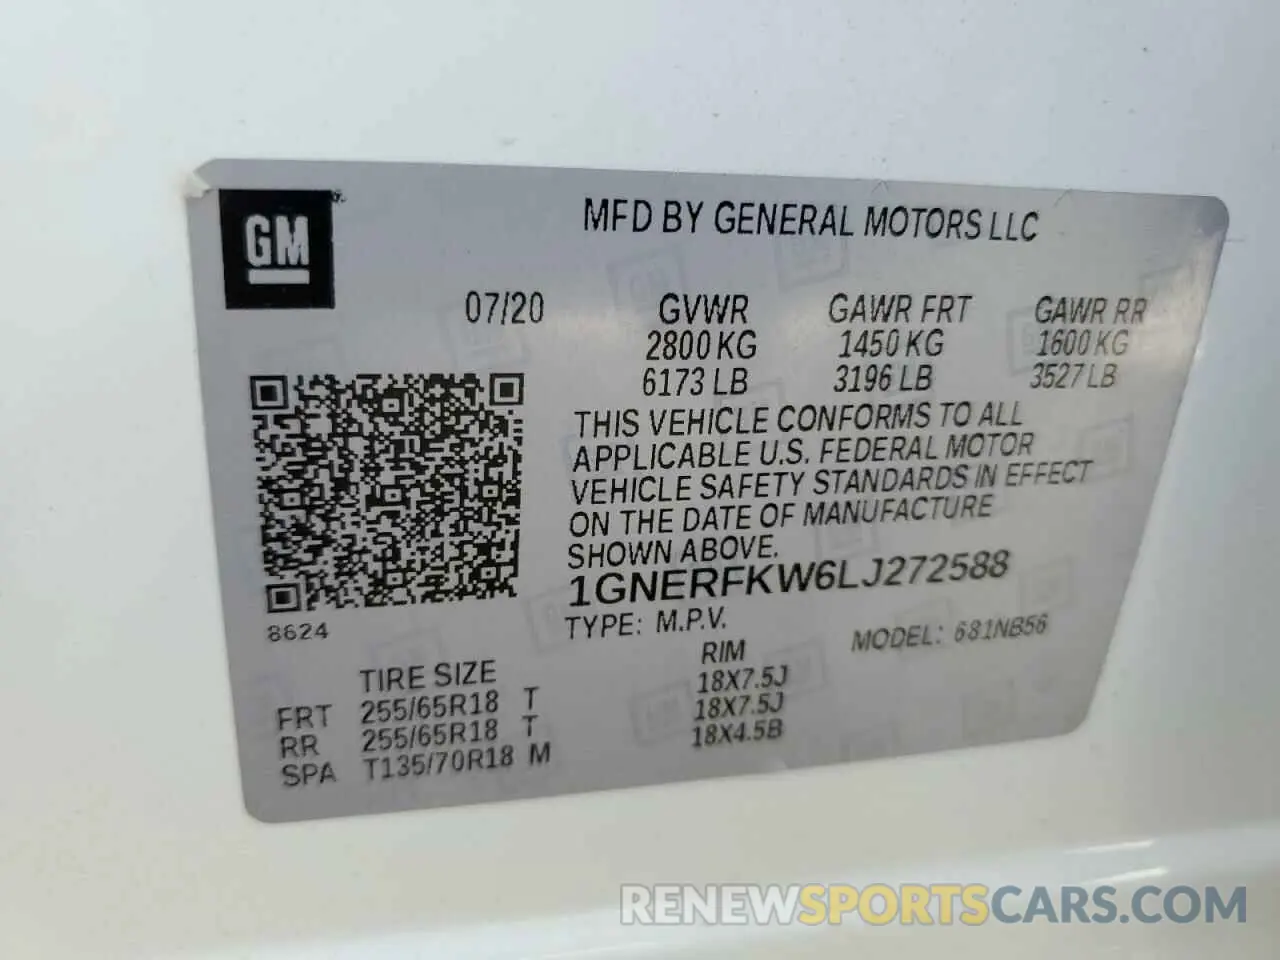 GM
MFD BY GENERAL MOTORS LLC
07/20 GVWR GAWR FRT GAWR RR
2800 KG 1450 KG 1600 KG
6173 LB 3196 LB 3527 LB
THIS VEHICLE CONFORMS TO ALL
APPLICABLE U.S. FEDERAL MOTOR
VEHICLE SAFETY STANDARDS IN EFFECT
ON THE DATE OF MANUFACTURE
SHOWN ABOVE.
1GNERFKW6LJ272588
8624
TYPE: M.P.V. MODEL: 681NB56
TIRE SIZE RIM
FRT 255/65R18 T 18X7.5J
RR 255/65R18 T 18X7.5J
SPA T135/70R18 M 18X4.5B
RENEWSPORTSCARS.COM